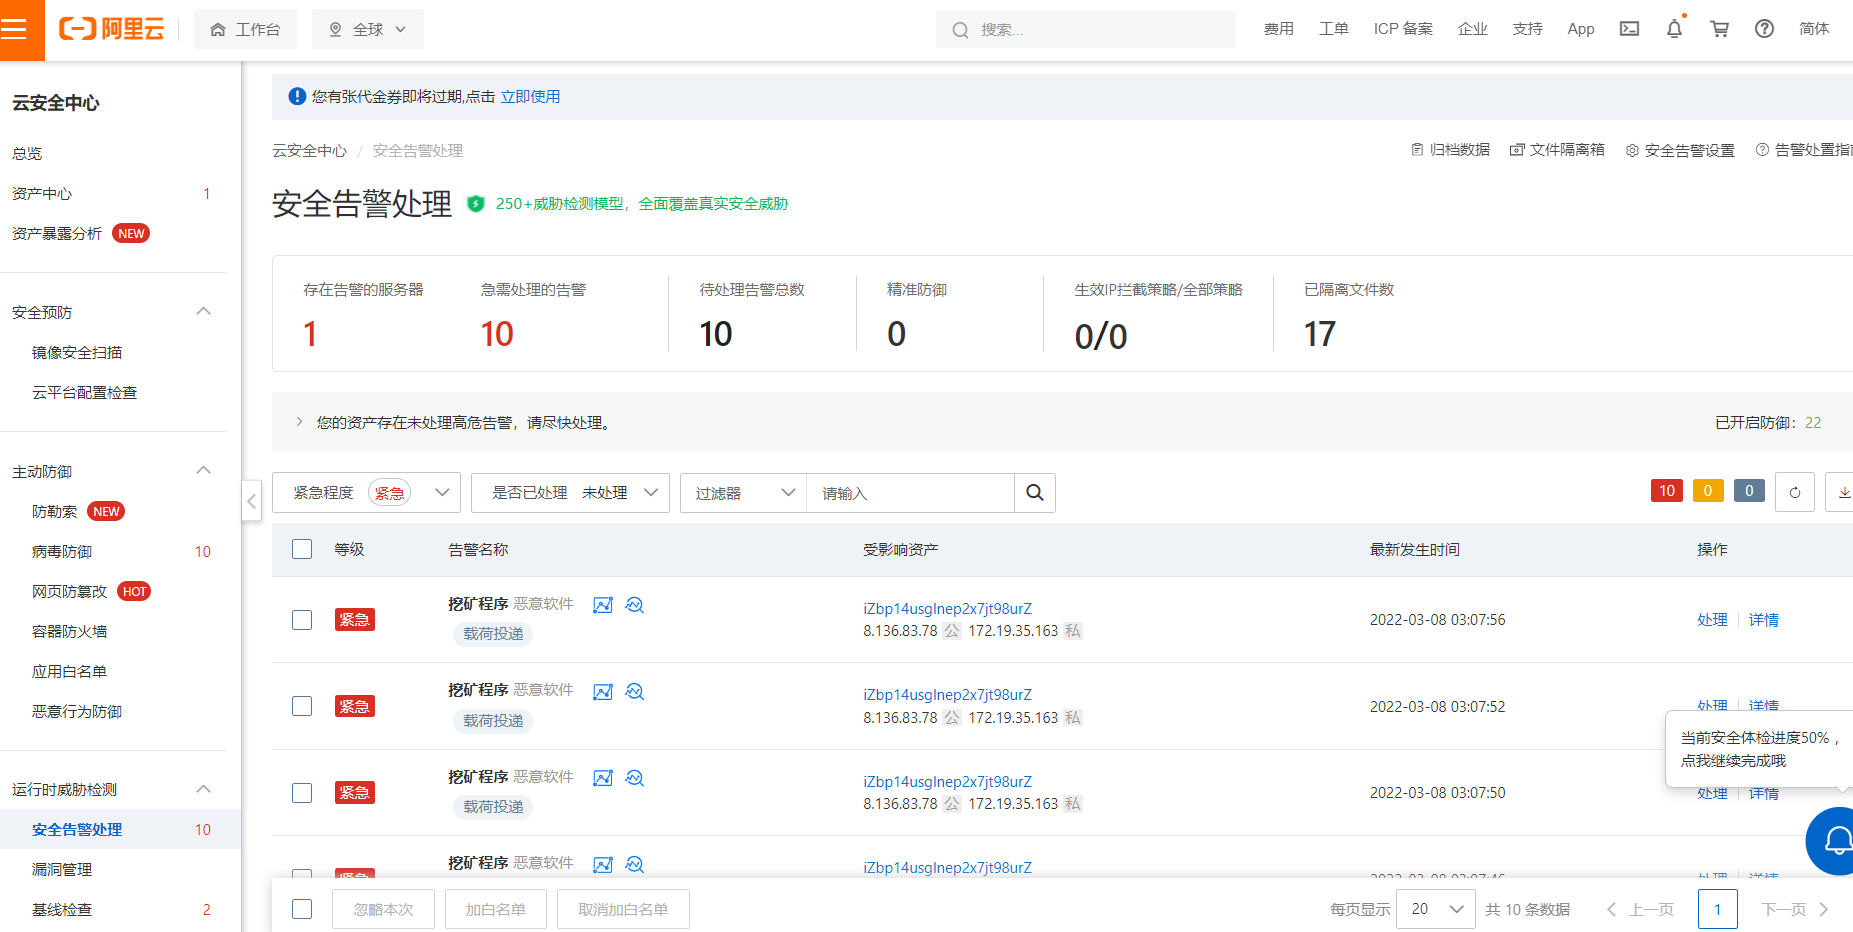 阿里云
工作台
全球
搜索...
费用
工单
ICP 备案
企业
支持
App
简体
云安全中心
总览
资产中心 1
资产暴露分析 NEW
安全预防
镜像安全扫描
云平台配置检查
主动防御
防勒索 NEW
病毒防御 10
网页防篡改 HOT
容器防火墙
应用白名单
恶意行为防御
运行时威胁检测
安全告警处理 10
漏洞管理
基线检查 2
您有张代金券即将过期,点击 立即使用
云安全中心 / 安全告警处理
归档数据
文件隔离箱
安全告警设置
告警处置指
安全告警处理
250+威胁检测模型，全面覆盖真实安全威胁
存在告警的服务器
1
急需处理的告警
10
待处理告警总数
10
精准防御
0
生效IP拦截策略/全部策略
0/0
已隔离文件数
17
您的资产存在未处理高危告警，请尽快处理。
已开启防御：22
紧急程度 紧急
是否已处理 未处理
过滤器
请输入
10 0 0
等级 告警名称 受影响资产 最新发生时间 操作
紧急
挖矿程序 恶意软件
载荷投递
iZbp14usglnep2x7jt98urZ
8.136.83.78 公 172.19.35.163 私
2022-03-08 03:07:56
处理 详情
紧急
挖矿程序 恶意软件
载荷投递
iZbp14usglnep2x7jt98urZ
8.136.83.78 公 172.19.35.163 私
2022-03-08 03:07:52
处理 详情
紧急
挖矿程序 恶意软件
载荷投递
iZbp14usglnep2x7jt98urZ
8.136.83.78 公 172.19.35.163 私
2022-03-08 03:07:50
处理 详情
当前安全体检进度50%，
点我继续完成哦
紧急
挖矿程序 恶意软件
iZbp14usglnep2x7jt98urZ
2022-03-08 03:07:46
处理 详情
忽略本次
加白名单
取消加白名单
每页显示 20
共 10 条数据
上一页
1
下一页